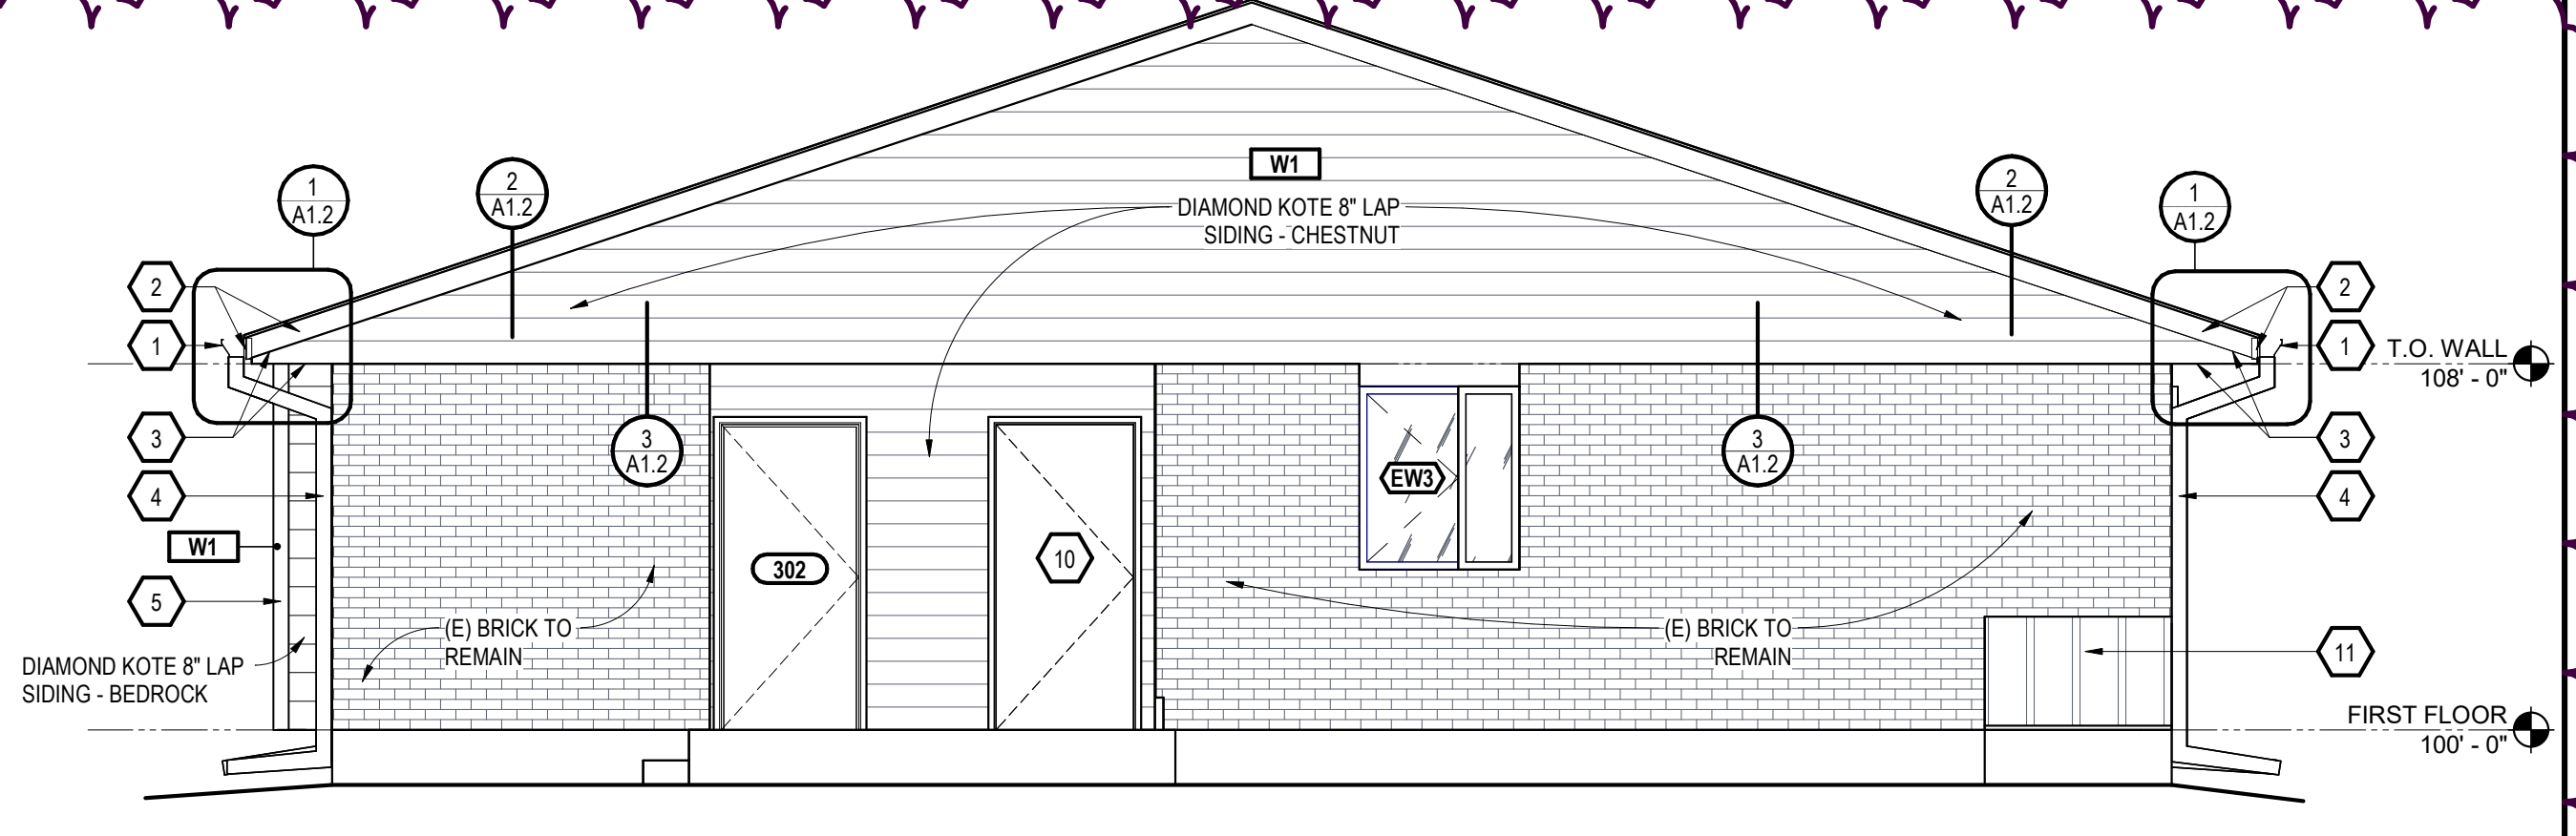 W1
DIAMOND KOTE 8" LAP
SIDING - CHESTNUT
1
A1.2
2
A1.2
2
A1.2
1
A1.2
2
1
3
4
W1
5
DIAMOND KOTE 8" LAP
SIDING - BEDROCK
(E) BRICK TO
REMAIN
3
A1.2
302
10
EW3
3
A1.2
(E) BRICK TO
REMAIN
2
1
T.O. WALL
108' - 0"
3
4
11
FIRST FLOOR
100' - 0"